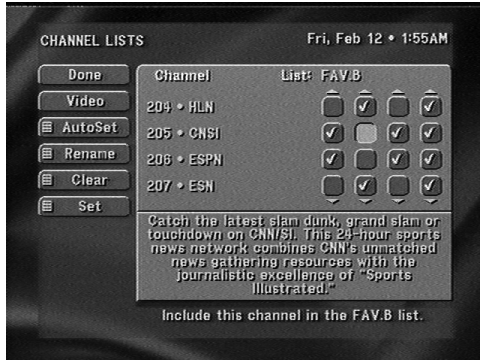 CHANNEL LISTS
Fri, Feb 12 • 1:55AM
Done
Video
AutoSet
Rename
Clear
Set
Channel List: FAV.B
204 • HLN
205 • CNSI
206 • ESPN
207 • ESN
Catch the latest slam dunk, grand slam or
touchdown on CNN/SI. This 24-hour sports
news network combines CNN's unmatched
news gathering resources with the
journalistic excellence of "Sports
Illustrated."
Include this channel in the FAV.B list.